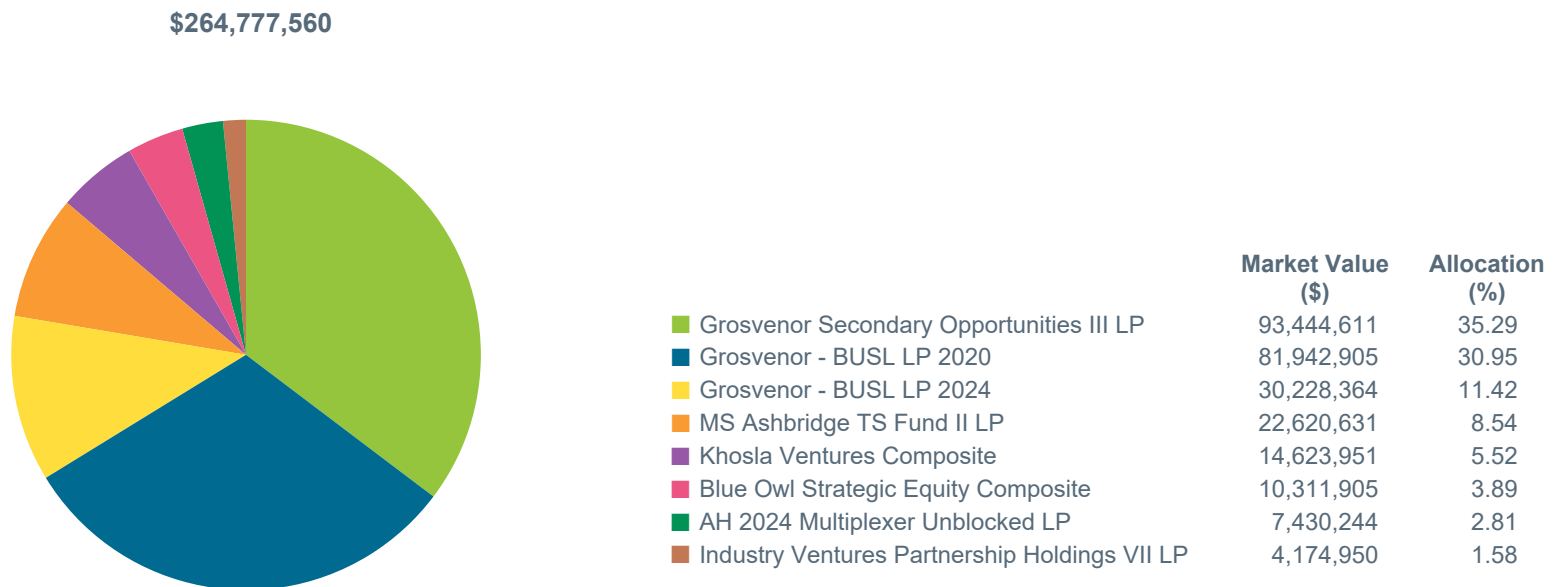 $264,777,560
Market Value Allocation
($) (%)
Grosvenor Secondary Opportunities III LP 93,444,611 35.29
Grosvenor - BUSL LP 2020 81,942,905 30.95
Grosvenor - BUSL LP 2024 30,228,364 11.42
MS Ashbridge TS Fund II LP 22,620,631 8.54
Khosla Ventures Composite 14,623,951 5.52
Blue Owl Strategic Equity Composite 10,311,905 3.89
AH 2024 Multiplexer Unblocked LP 7,430,244 2.81
Industry Ventures Partnership Holdings VII LP 4,174,950 1.58